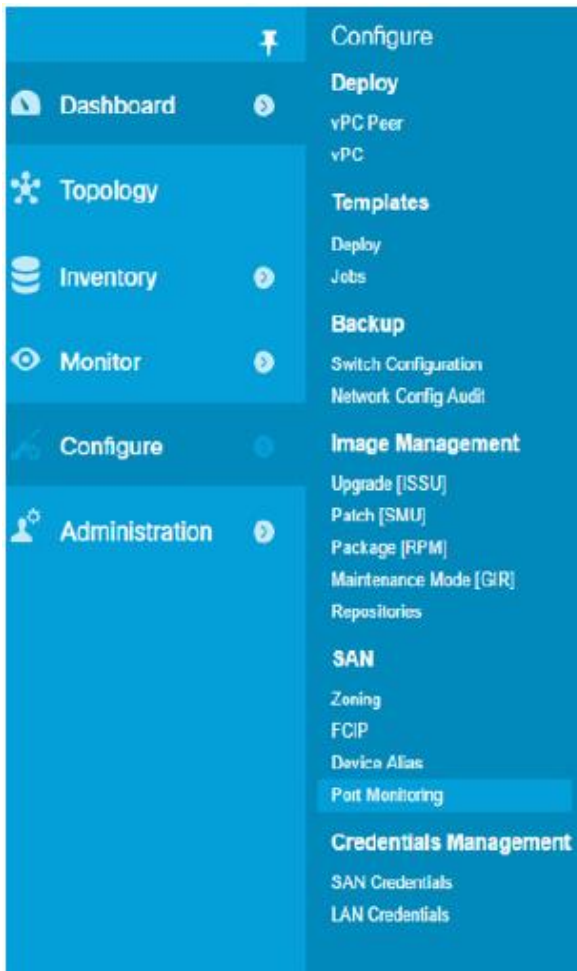 Dashboard
Topology
Inventory
Monitor
Configure
Administration
Configure
Deploy
vPC Peer
vPC
Templates
Deploy
Jobs
Backup
Switch Configuration
Network Config Audit
Image Management
Upgrade [ISSU]
Patch [SMU]
Package [RPM]
Maintenance Mode [GIR]
Repositories
SAN
Zoning
FCIP
Device Alias
Port Monitoring
Credentials Management
SAN Credentials
LAN Credentials